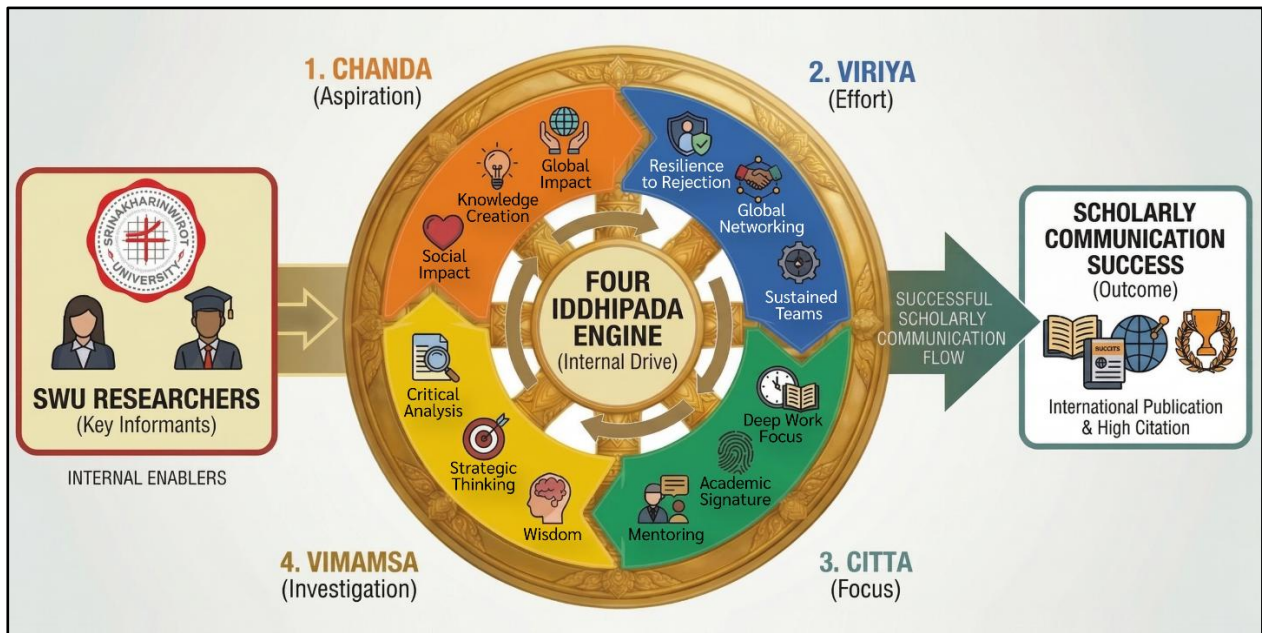 1. CHANDA
(Aspiration)
2. VIRIYA
(Effort)
Global
Impact
Knowledge
Creation
Social
Impact
Resilience
to Rejection
Global
Networking
Sustained
Teams
SRINAKHARINWIROT
UNIVERSITY
SWU RESEARCHERS
(Key Informants)
INTERNAL ENABLERS
FOUR
IDDHIPADA
ENGINE
(Internal Drive)
SUCCESSFUL
SCHOLARLY
COMMUNICATION
FLOW
SCHOLARLY
COMMUNICATION
SUCCESS
(Outcome)
International Publication
& High Citation
Critical
Analysis
Strategic
Thinking
Wisdom
Deep Work
Focus
Academic
Signature
Mentoring
4. VIMAMSA
(Investigation)
3. CITTA
(Focus)